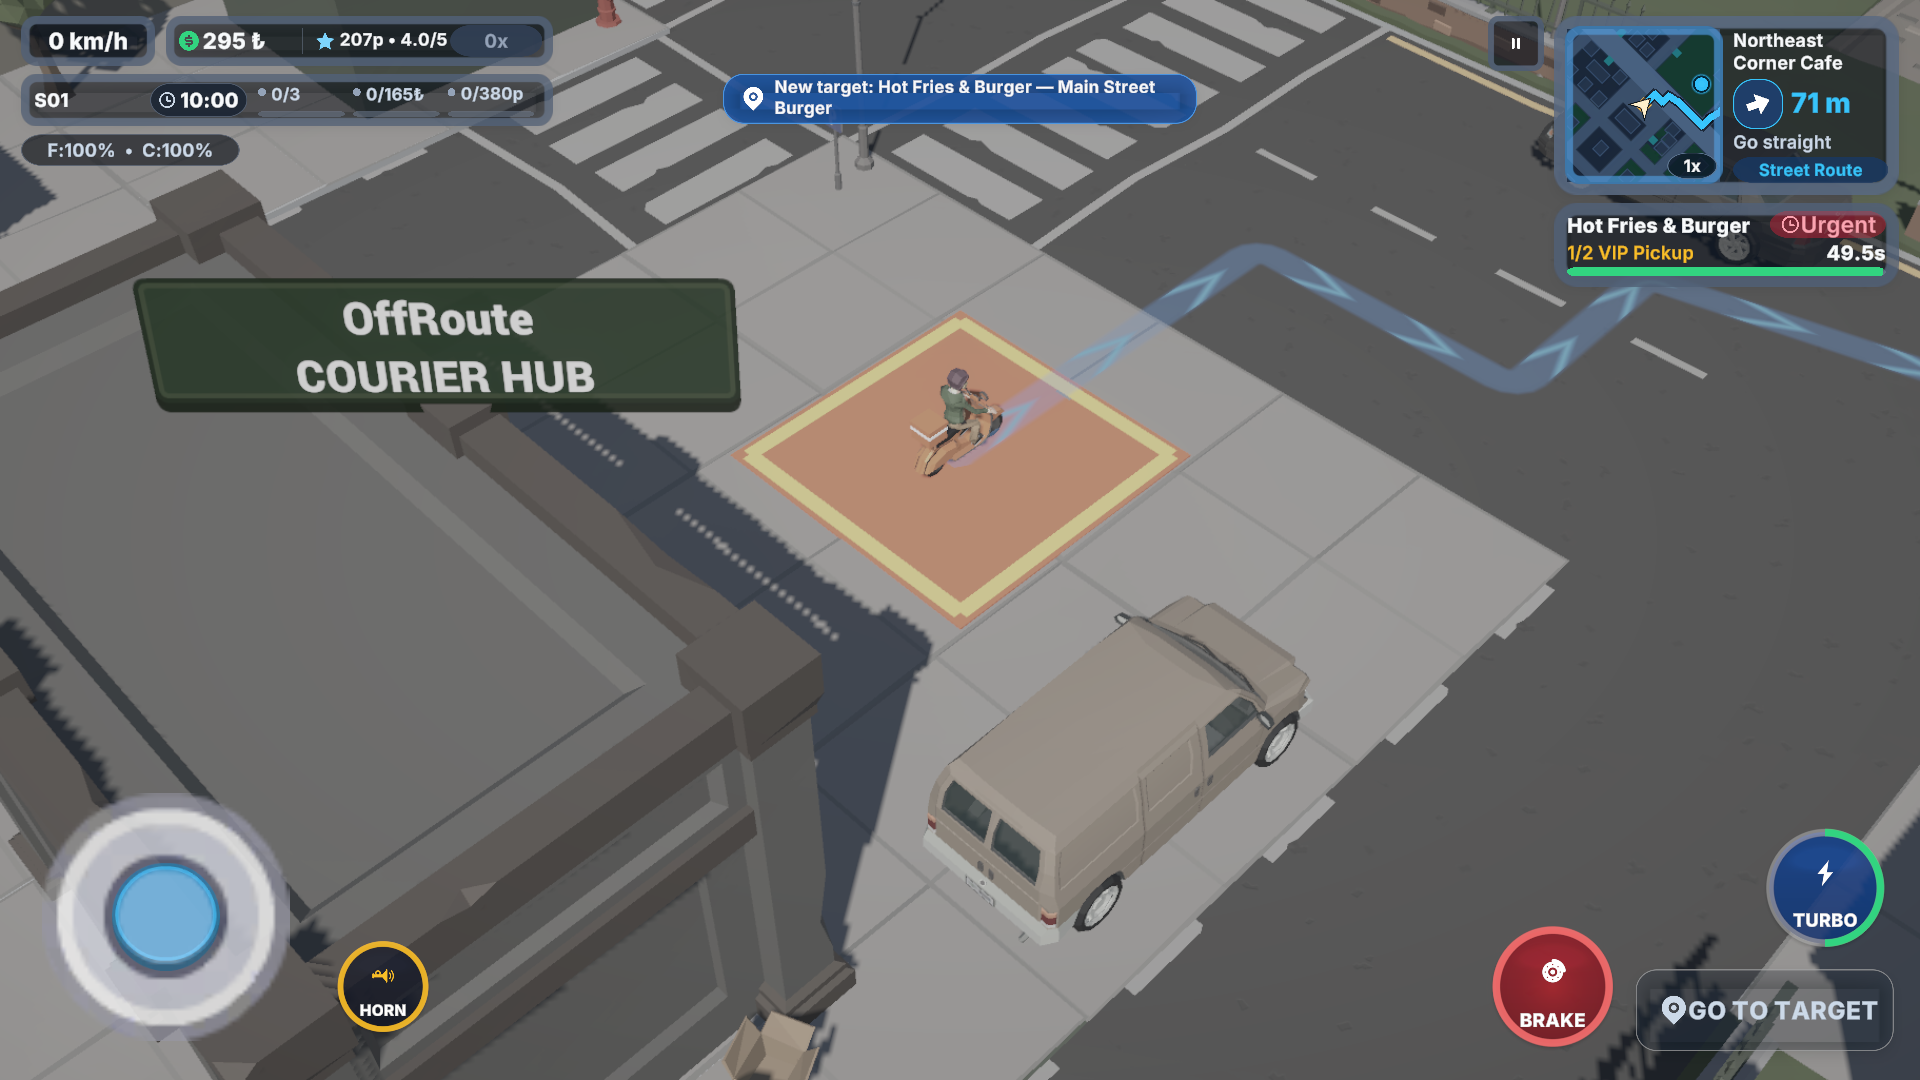 0 km/h
295 ₺
207p • 4.0/5
0x
S01
10:00
0/3
0/165₺
0/380p
F:100% • C:100%
New target: Hot Fries & Burger — Main Street
Burger
Northeast
Corner Cafe
71 m
Go straight
1x
Street Route
Hot Fries & Burger
Urgent
1/2 VIP Pickup
49.5s
OffRoute
COURIER HUB
HORN
TURBO
BRAKE
GO TO TARGET